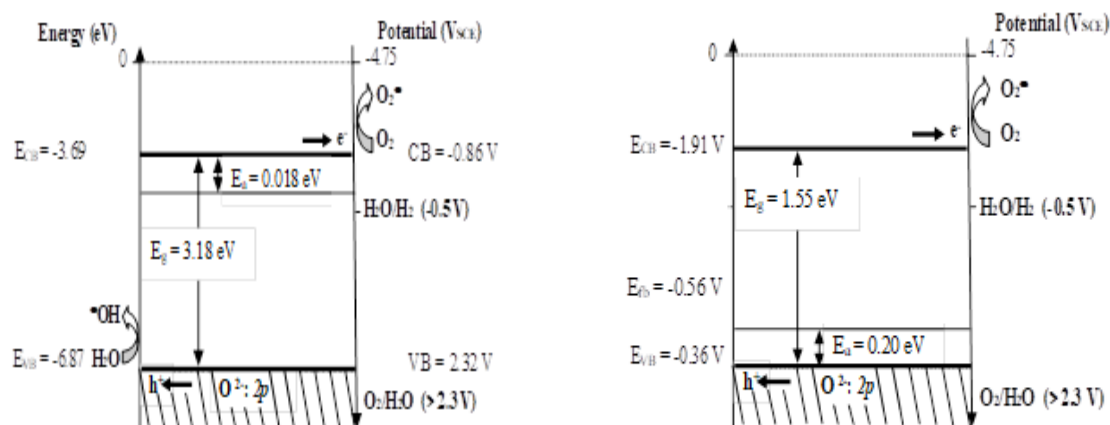 Energy (eV)
Potential (VSCE)
0
-4.75
O2•
O2
e-
ECB = -3.69
CB = -0.86 V
Ea = 0.018 eV
H2O/H2 (-0.5V)
Eg = 3.18 eV
•OH
H2O
EVB = -6.87
VB = 2.32 V
h+
O2-: 2p
O2/H2O (>2.3V)
Potential (VSCE)
0
-4.75
O2•
O2
e-
ECB = -1.91 V
Eg = 1.55 eV
H2O/H2 (-0.5V)
Efb = -0.56 V
Ea = 0.20 eV
EVB = -0.36 V
h+
O2-: 2p
O2/H2O (>2.3 V)